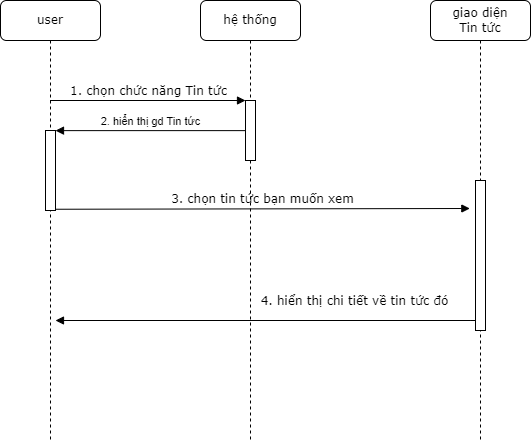 user
hệ thống
giao diện
Tin tức
1. chọn chức năng Tin tức
2. hiển thị gd Tin tức
3. chọn tin tức bạn muốn xem
4. hiển thị chi tiết về tin tức đó